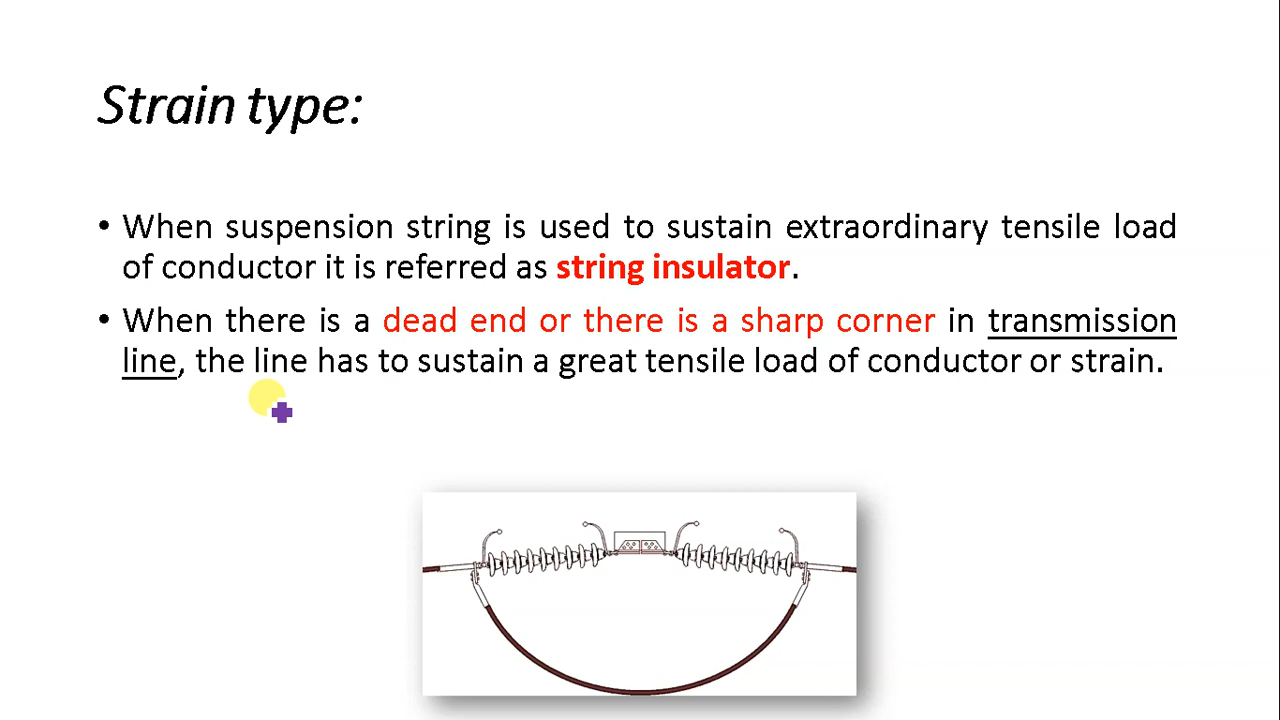 Strain type:
• When suspension string is used to sustain extraordinary tensile load
of conductor it is referred as string insulator.
• When there is a dead end or there is a sharp corner in transmission
line, the line has to sustain a great tensile load of conductor or strain.